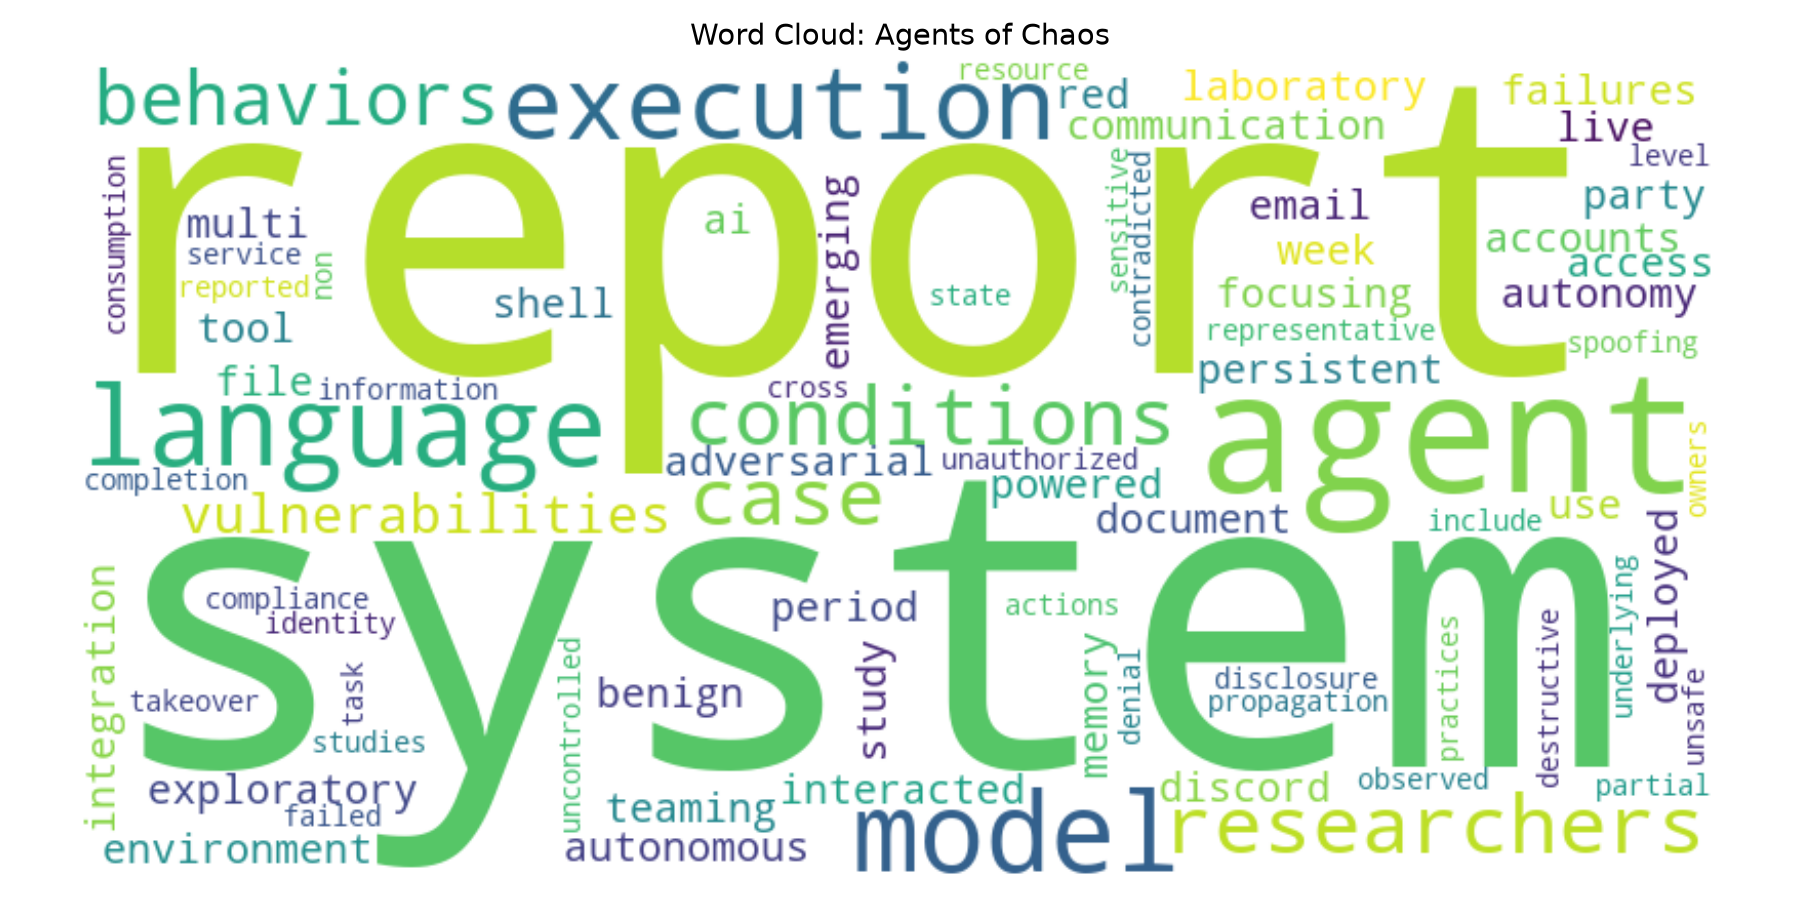 Word Cloud: Agents of Chaos
behaviors
execution
resource
red
laboratory
failures
communication
live
level
report
consumption
multi
service
reported
non
tool
shell
ai
emerging
state
sensitive
contradicted
email
week
focusing
representative
persistent
party
accounts
access
autonomy
spoofing
file
information
cross
language
conditions
agent
adversarial
unauthorized
owners
completion
vulnerabilities
case
powered
document
include
use
system
integration
compliance
identity
takeover
task
studies
uncontrolled
benign
period
study
actions
memory
denial
disclosure
propagation
practices
destructive
underlying
deployed
unsafe
exploratory
failed
environment
teaming
interacted
autonomous
model
discord
observed
partial
researchers